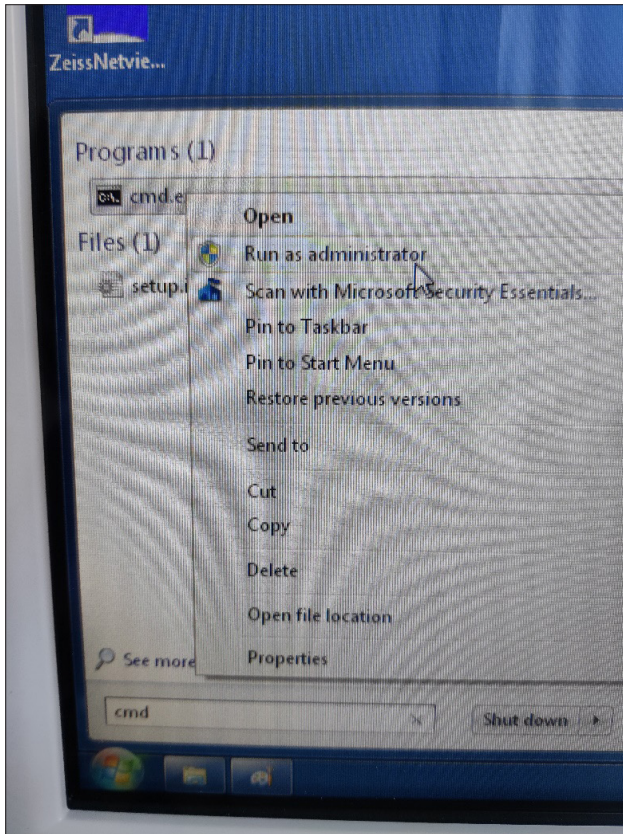 ZeissNetvie...
Programs (1)
cmd.e
Open
Files (1)
Run as administrator
setup.i
Scan with Microsoft Security Essentials...
Pin to Taskbar
Pin to Start Menu
Restore previous versions
Send to
Cut
Copy
Delete
Open file location
See more
Properties
cmd
Shut down